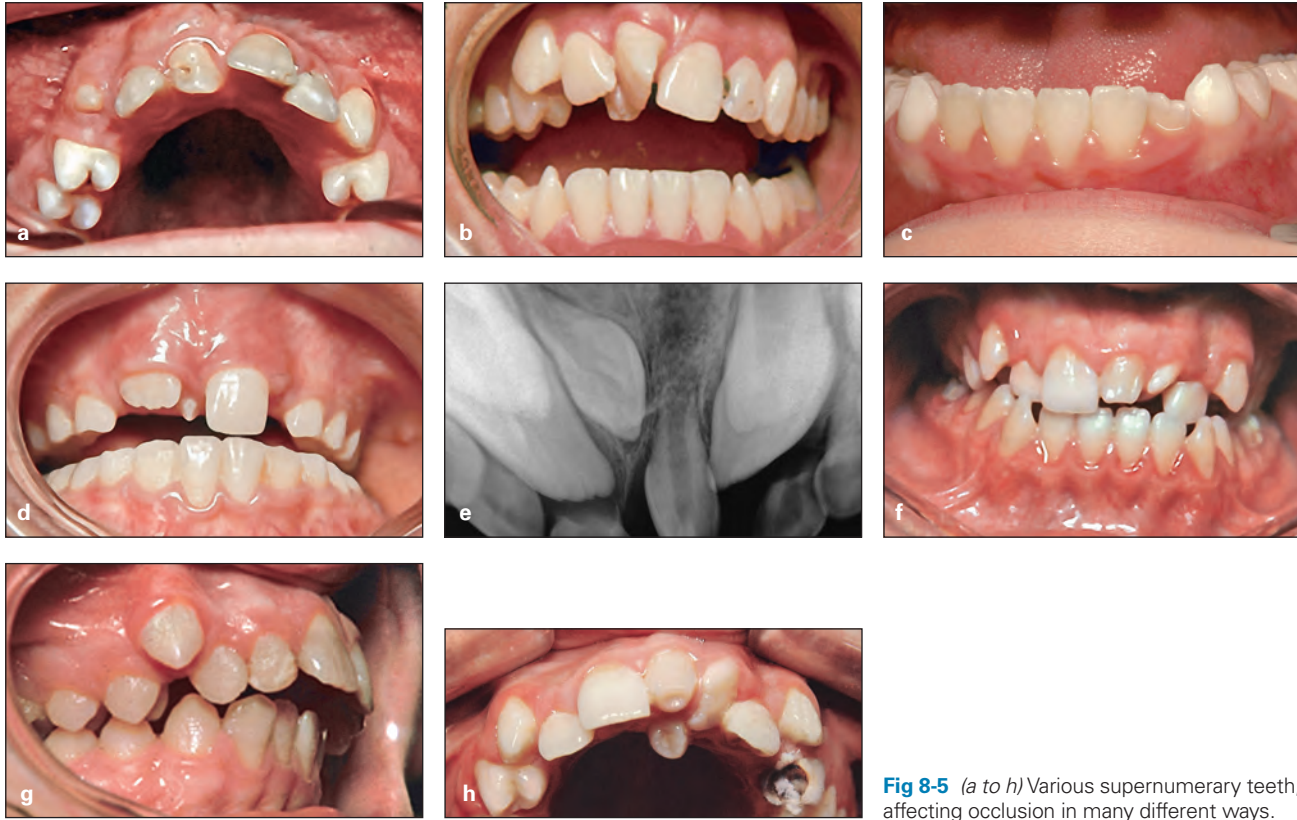 a
b
c
d
e
f
g
h
Fig 8-5 (a to h) Various supernumerary teeth,
affecting occlusion in many different ways.